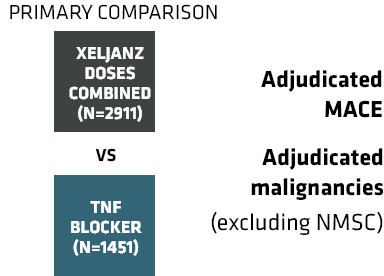 PRIMARY COMPARISON
XELJANZ
DOSES
COMBINED
(N=2911)
VS
TNF
BLOCKER
(N=1451)
Adjudicated
MACE
Adjudicated
malignancies
(excluding NMSC)